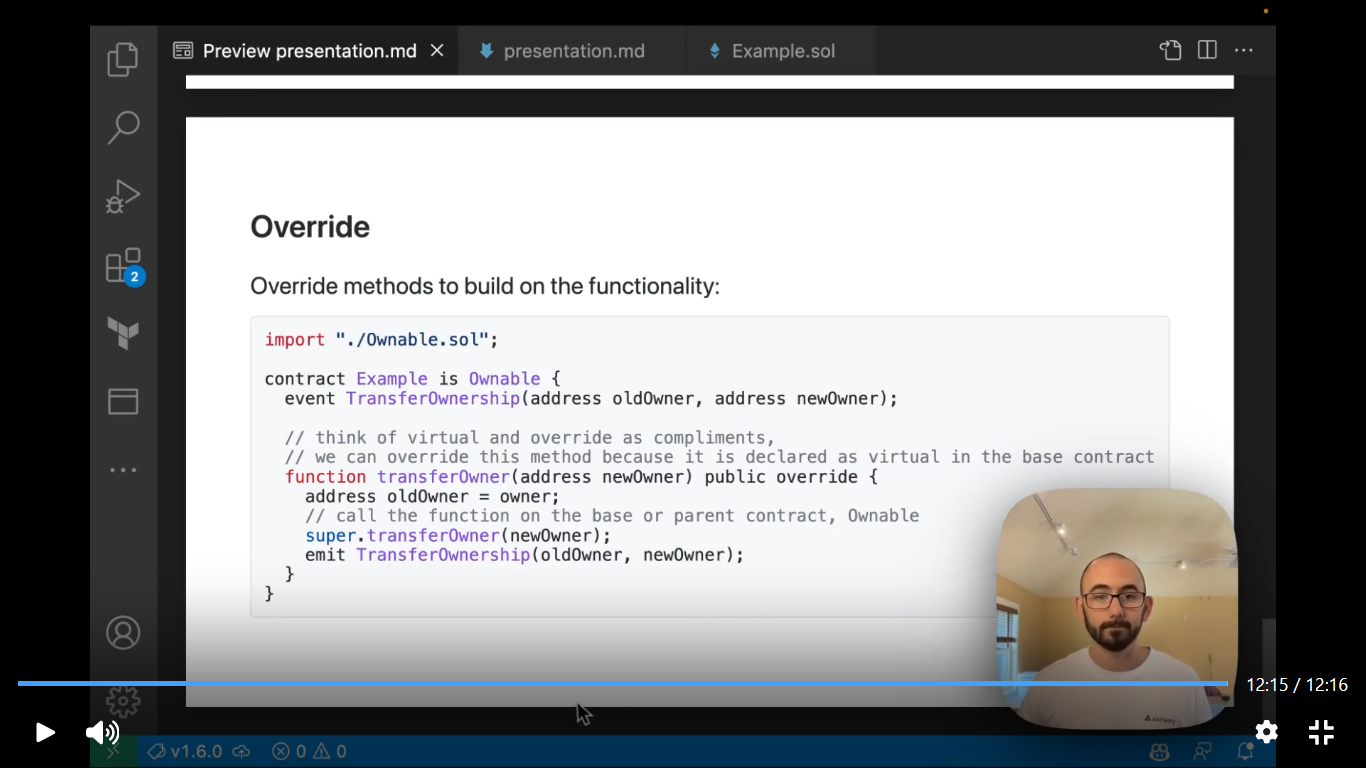 Preview presentation.md
presentation.md
Example.sol
Override
Override methods to build on the functionality:
import "./Ownable.sol";
contract Example is Ownable {
event TransferOwnership(address oldOwner, address newOwner);
// think of virtual and override as compliments,
// we can override this method because it is declared as virtual in the base contract
function transferOwner(address newOwner) public override {
address oldOwner = owner;
// call the function on the base or parent contract, Ownable
super.transferOwner(newOwner);
emit TransferOwnership(oldOwner, newOwner);
}
}
2
alchemy
12:15 / 12:16
v1.6.0
0
0